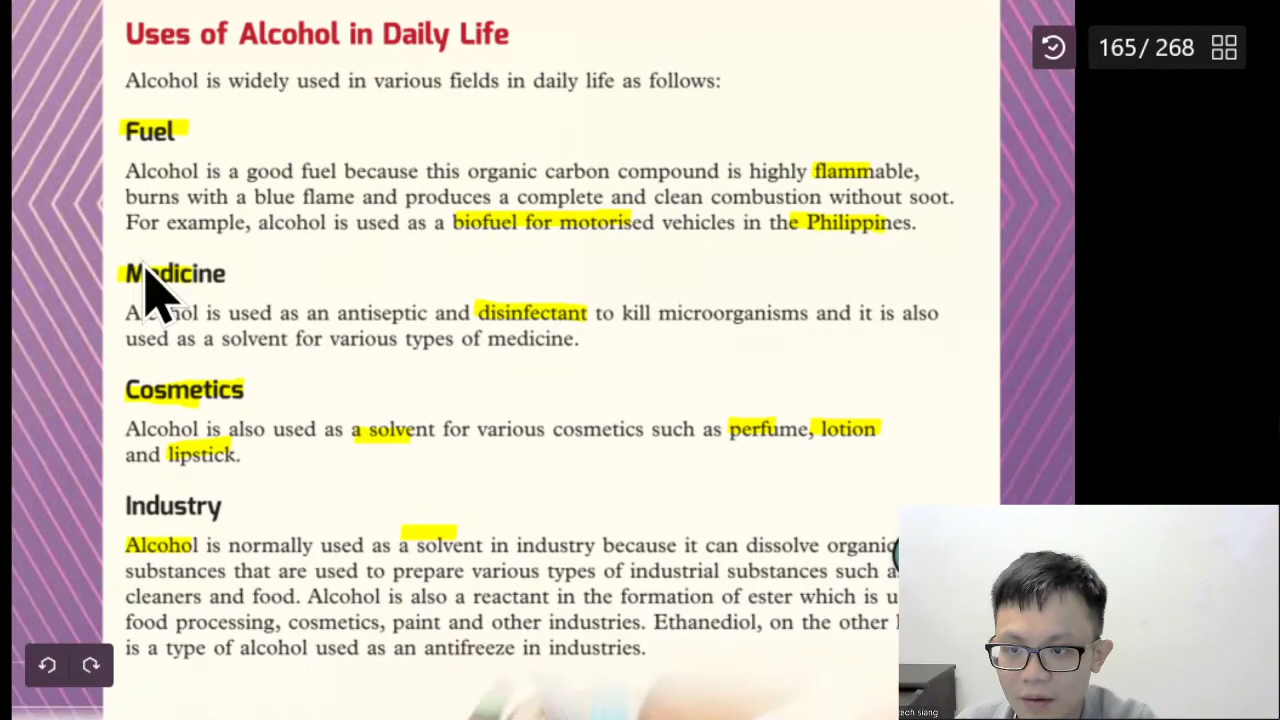 Uses of Alcohol in Daily Life
165/ 268
Alcohol is widely used in various fields in daily life as follows:
Fuel
Alcohol is a good fuel because this organic carbon compound is highly flammable,
burns with a blue flame and produces a complete and clean combustion without soot.
For example, alcohol is used as a biofuel for motorised vehicles in the Philippines.
Medicine
Alcohol is used as an antiseptic and disinfectant to kill microorganisms and it is also
used as a solvent for various types of medicine.
Cosmetics
Alcohol is also used as a solvent for various cosmetics such as perfume, lotion
and lipstick.
Industry
Alcohol is normally used as a solvent in industry because it can dissolve organic
substances that are used to prepare various types of industrial substances such
cleaners and food. Alcohol is also a reactant in the formation of ester which is
food processing, cosmetics, paint and other industries. Ethanediol, on the other
is a type of alcohol used as an antifreeze in industries.
siang